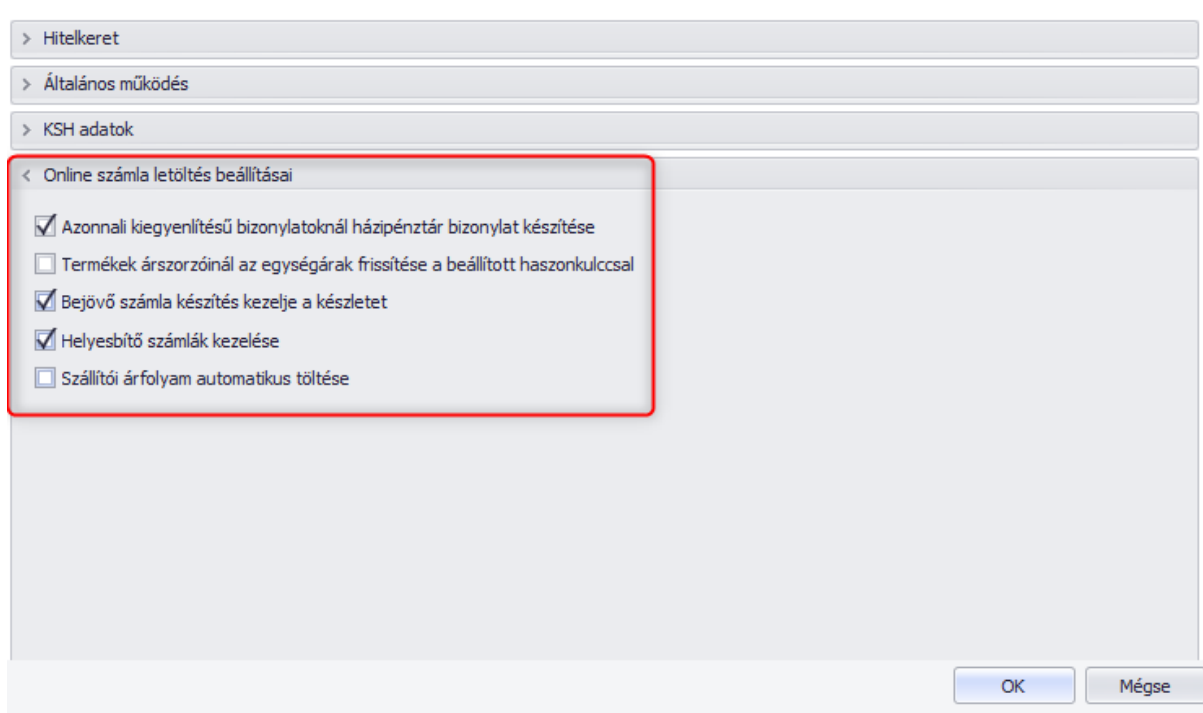 Hitelkeret
Általános működés
KSH adatok
Online számla letöltés beállításai
Azonnali kiegyenlítésű bizonylatoknál házipénztár bizonylat készítése
Termékek árszorzóinál az egységárak frissítése a beállított haszonkulccsal
Bejövő számla készítés kezelje a készletet
Helyesbítő számlák kezelése
Szállítói árfolyam automatikus töltése
OK Mégse